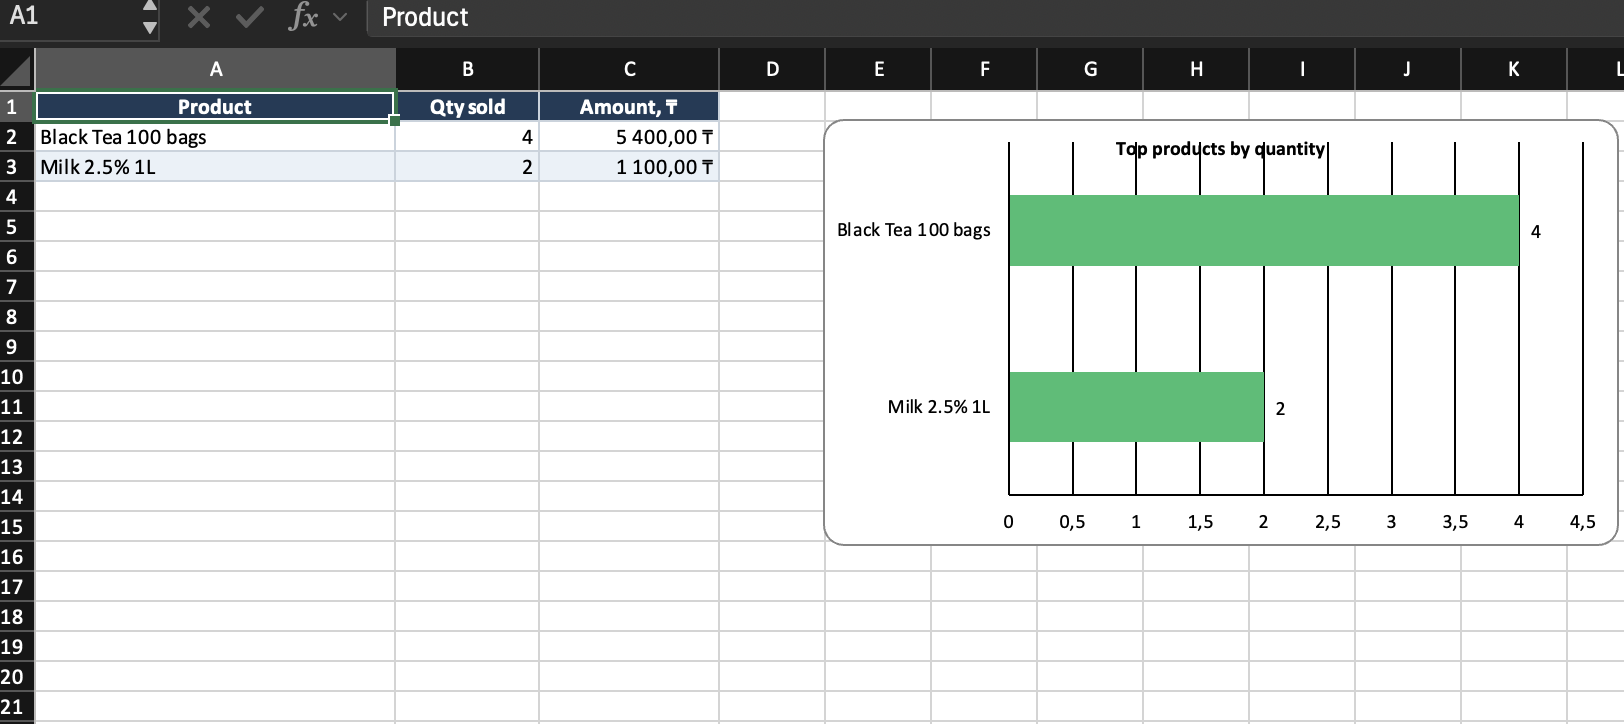 A1 fx Product
A B C D E F G H I J K L
1 Product Qty sold Amount, ₸
2 Black Tea 100 bags 4 5 400,00 ₸
3 Milk 2.5% 1L 2 1 100,00 ₸
4
5
6
7
8
9
10
11
12
13
14
15
16
17
18
19
20
21
Top products by quantity
Black Tea 100 bags 4
Milk 2.5% 1L 2
0 0,5 1 1,5 2 2,5 3 3,5 4 4,5